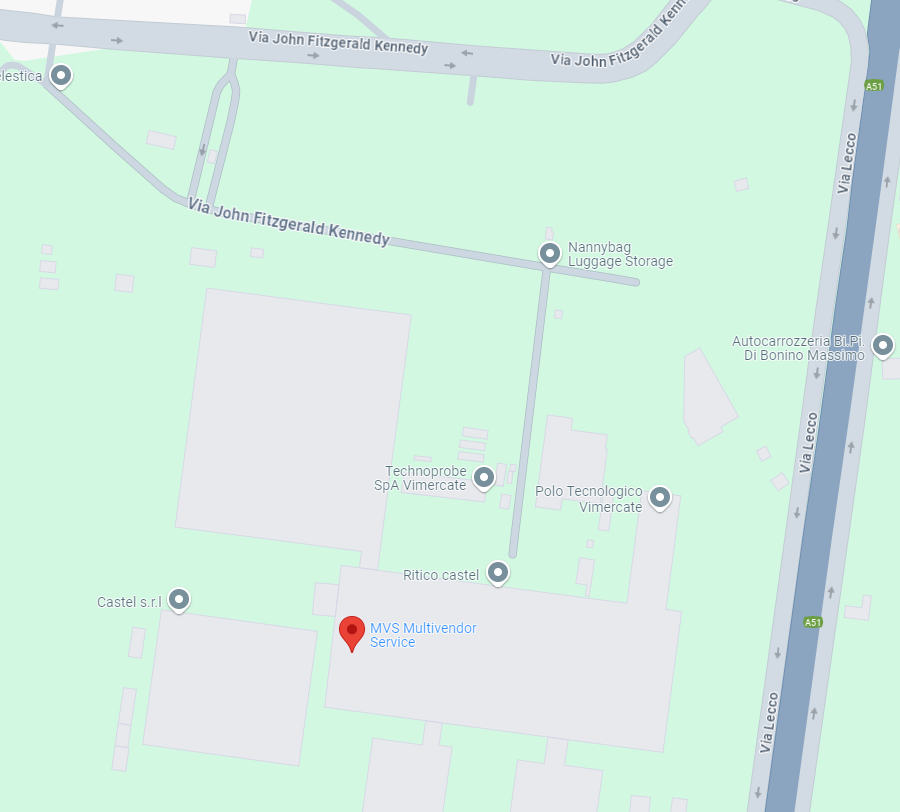 Via John Fitzgerald Kennedy
Via John Fitzgerald Kenn
elestica
A51
Via Lecco
Via John Fitzgerald Kennedy
Nannybag
Luggage Storage
Autocarrozzeria Bi.Pi.
Di Bonino Massimo
Via Lecco
Technoprobe
SpA Vimercate
Polo Tecnologico
Vimercate
Ritico castel
Castel s.r.l
MVS Multivendor
Service
A51
Via Lecco